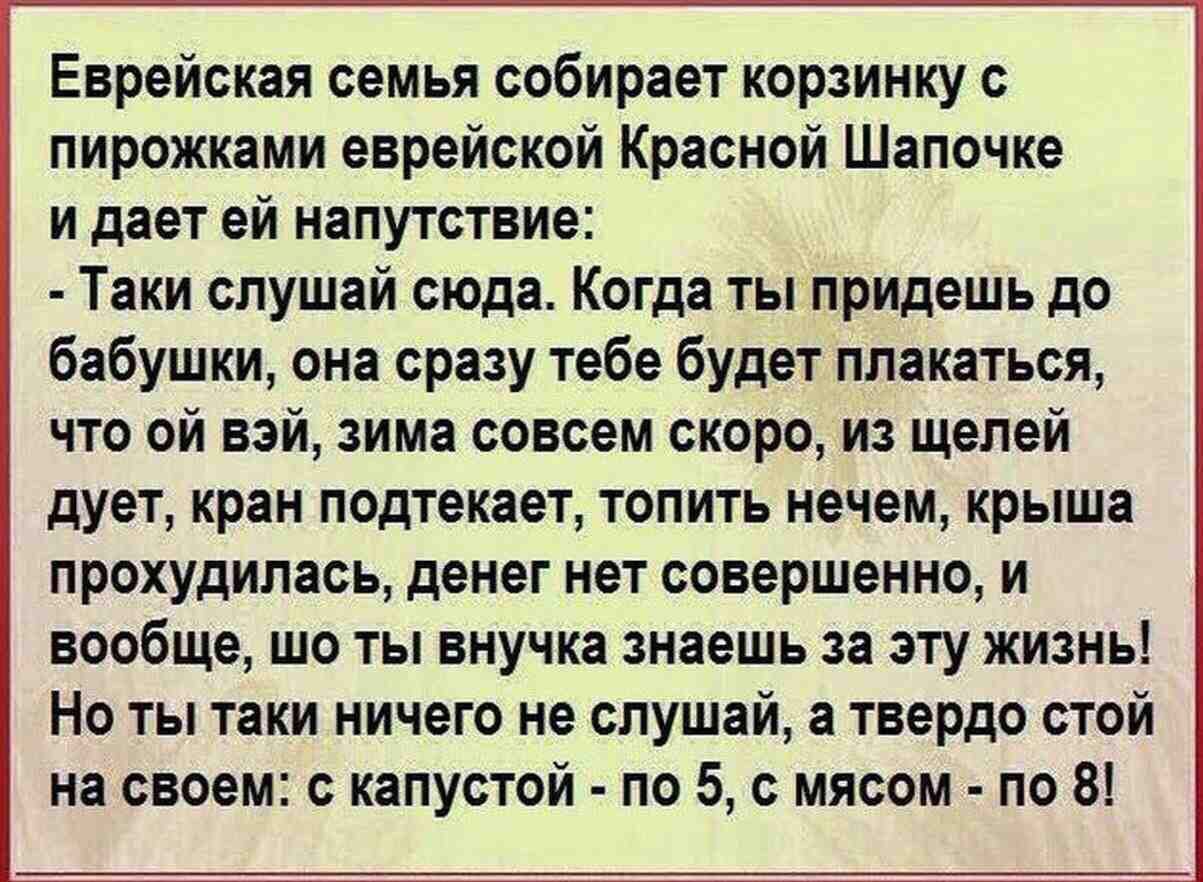 Еврейская семья собирает корзинку с
пирожками еврейской Красной Шапочке
и дает ей напутствие:
- Таки слушай сюда. Когда ты придешь до
бабушки, она сразу тебе будет плакаться,
что ой вэй, зима совсем скоро, из щелей
дует, кран подтекает, топить нечем, крыша
прохудилась, денег нет совершенно, и
вообще, шо ты внучка знаешь за эту жизнь!
Но ты таки ничего не слушай, а твердо стой
на своем: с капустой - по 5, с мясом - по 8!